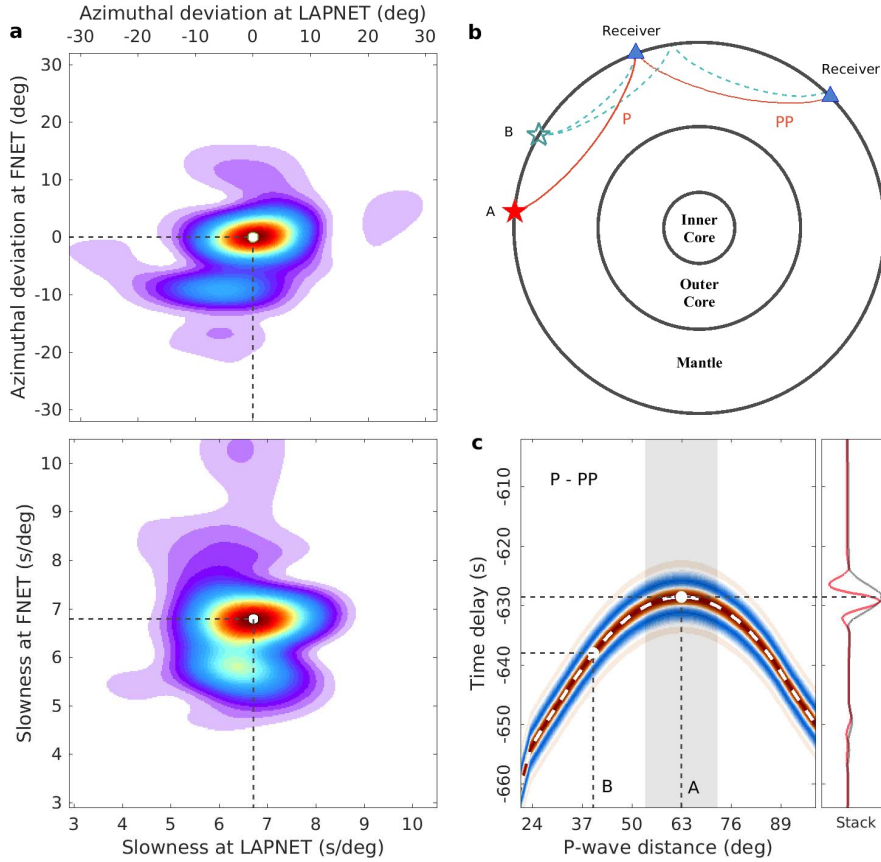 a
Azimuthal deviation at LAPNET (deg)
-30 -20 -10 0 10 20 30
Azimuthal deviation at FNET (deg)
30
20
10
0
-10
-20
-30
b
Receiver
Receiver
B
P
PP
A
Inner
Core
Outer
Core
Mantle
Slowness at FNET (s/deg)
10
9
8
7
6
5
4
3
3 4 5 6 7 8 9 10
Slowness at LAPNET (s/deg)
c
P - PP
Time delay (s)
-610
-620
-630
-640
-650
-660
B
A
24 37 50 63 76 89
P-wave distance (deg)
Stack